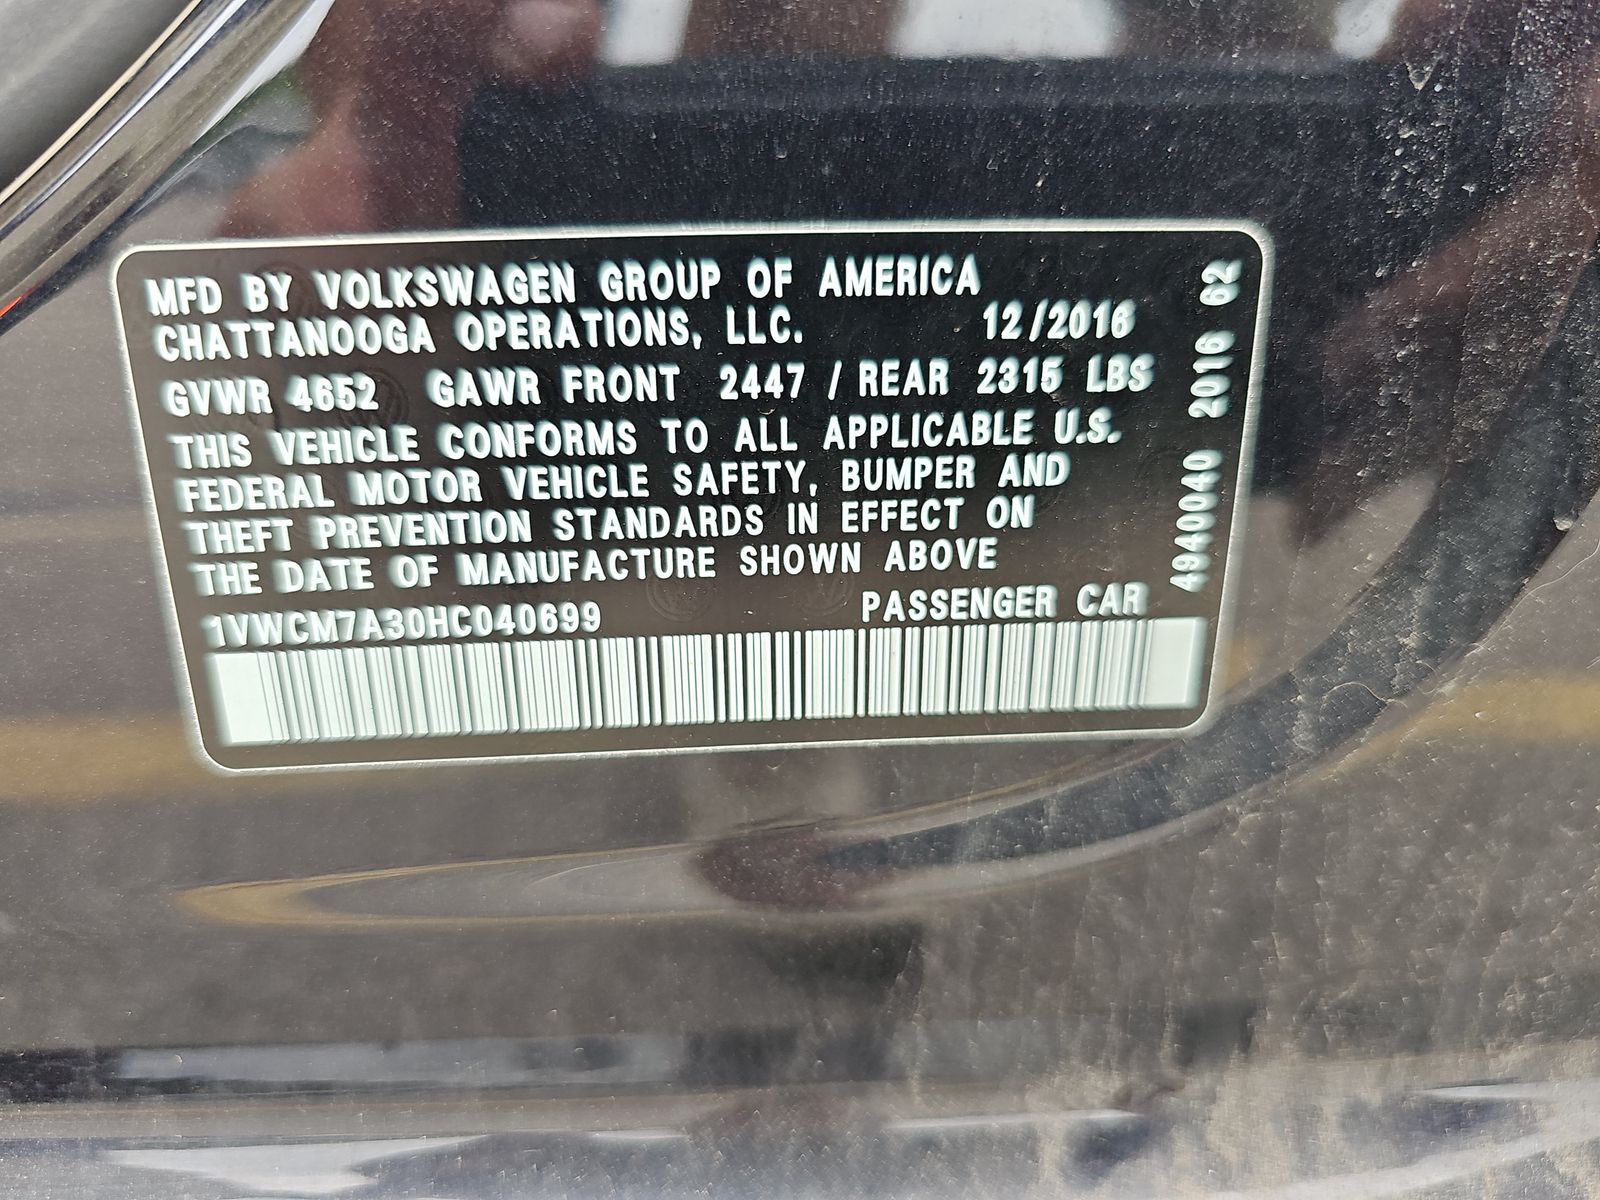 MFD BY VOLKSWAGEN GROUP OF AMERICA
CHATTANOOGA OPERATIONS, LLC. 12/2016
GVWR 4652 GAWR FRONT 2447 / REAR 2315 LBS
THIS VEHICLE CONFORMS TO ALL APPLICABLE U.S.
FEDERAL MOTOR VEHICLE SAFETY, BUMPER AND
THEFT PREVENTION STANDARDS IN EFFECT ON
THE DATE OF MANUFACTURE SHOWN ABOVE
1VWCM7A30HC040699 PASSENGER CAR
4940040 2016 62